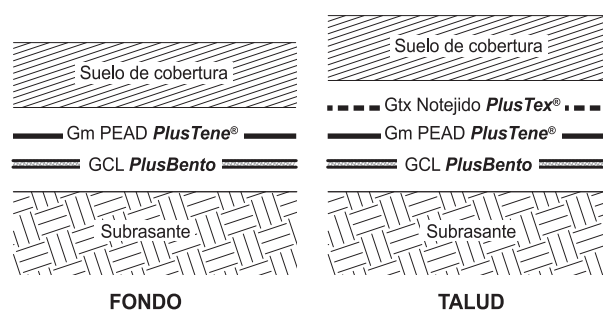 Suelo de cobertura
Gm PEAD PlusTene®
GCL PlusBento
Subrasante
FONDO
Suelo de cobertura
Gtx Notejido PlusTex®
Gm PEAD PlusTene®
GCL PlusBento
Subrasante
TALUD